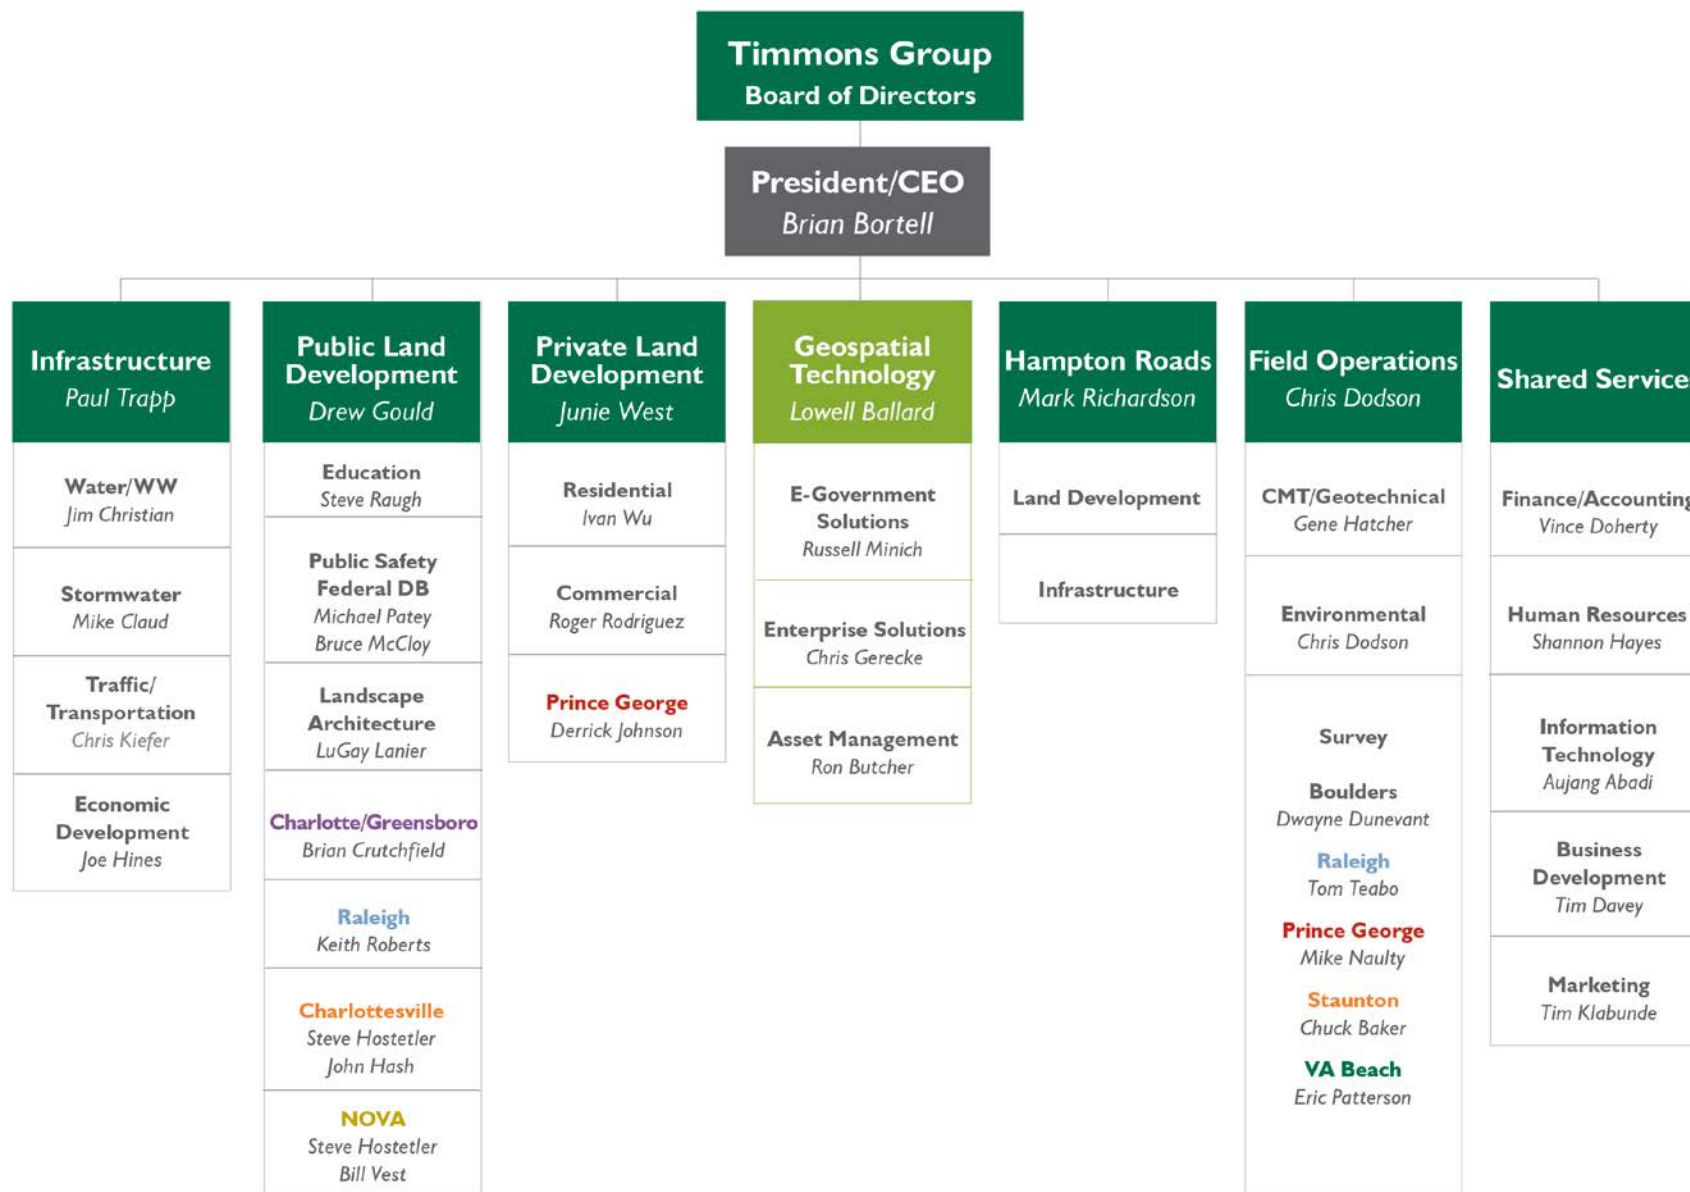 Timmons Group
Board of Directors
President/CEO
Brian Bortell
Infrastructure
Paul Trapp
Water/WW
Jim Christian
Stormwater
Mike Claud
Traffic/
Transportation
Chris Kiefer
Economic
Development
Joe Hines
Public Land
Development
Drew Gould
Education
Steve Raugh
Public Safety
Federal DB
Michael Patey
Bruce McCloy
Landscape
Architecture
LuGay Lanier
Charlotte/Greensboro
Brian Crutchfield
Raleigh
Keith Roberts
Charlottesville
Steve Hostetler
John Hash
NOVA
Steve Hostetler
Bill Vest
Private Land
Development
Junie West
Residential
Ivan Wu
Commercial
Roger Rodriguez
Prince George
Derrick Johnson
Geospatial
Technology
Lowell Ballard
E-Government
Solutions
Russell Minich
Enterprise Solutions
Chris Gerecke
Asset Management
Ron Butcher
Hampton Roads
Mark Richardson
Land Development
Infrastructure
Field Operations
Chris Dodson
CMT/Geotechnical
Gene Hatcher
Environmental
Chris Dodson
Survey
Boulders
Dwayne Dunevant
Raleigh
Tom Teabo
Prince George
Mike Naulty
Staunton
Chuck Baker
VA Beach
Eric Patterson
Shared Service
Finance/Accounting
Vince Doherty
Human Resources
Shannon Hayes
Information
Technology
Aujang Abadi
Business
Development
Tim Davey
Marketing
Tim Klabunde